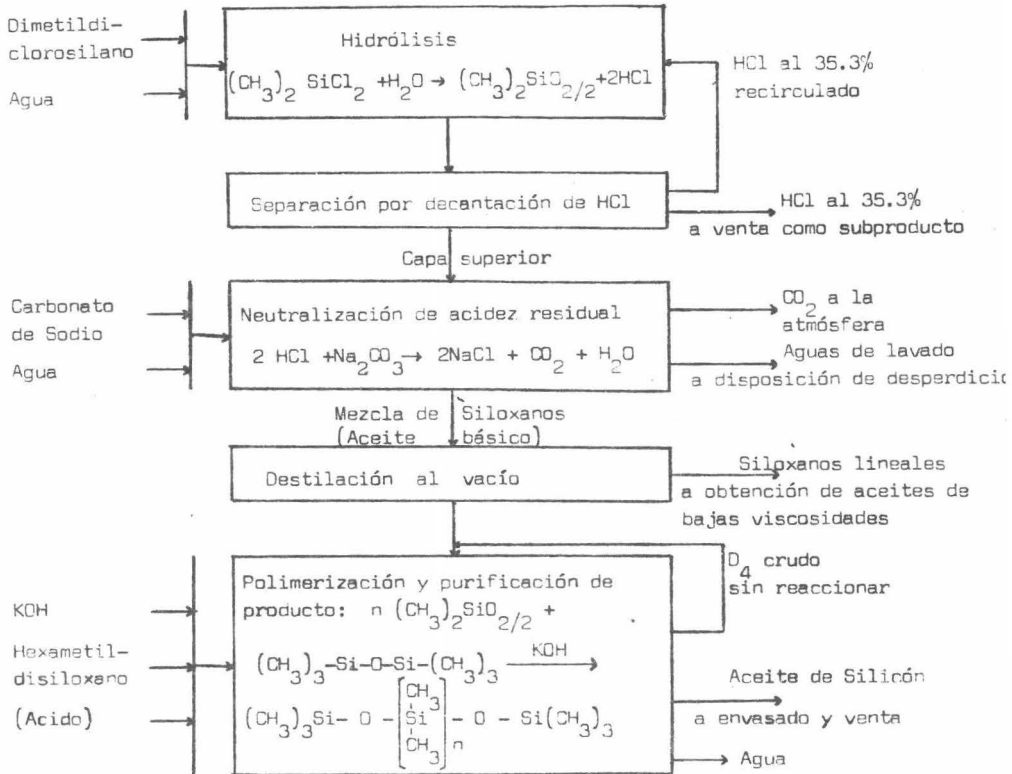 Dimetildi-
clorosilano
Agua
Hidrólisis
(CH3)2 SiCl2 +H2O → (CH3)2SiO2/2+2HCl
HCl al 35.3%
recirculado
Separación por decantación de HCl
HCl al 35.3%
a venta como subproducto
Capa superior
Carbonato
de Sodio
Agua
Neutralización de acidez residual
2 HCl +Na2CO3→ 2NaCl + CO2 + H2O
CO2 a la
atmósfera
Aguas de lavado
a disposición de desperdicic
Mezcla de Siloxanos
(Aceite básico)
Destilación al vacío
Siloxanos lineales
a obtención de aceites de
bajas viscosidades
D4 crudo
sin reaccionar
KOH
Hexametil-
disiloxano
(Acido)
Polimerización y purificación de
producto: n (CH3)2SiO2/2 +
(CH3)3-Si-O-Si-(CH3)3 KOH →
CH3
(CH3)3Si- O - [Si] - O - Si(CH3)3
CH3 n
Aceite de Silicón
a envasado y venta
Agua